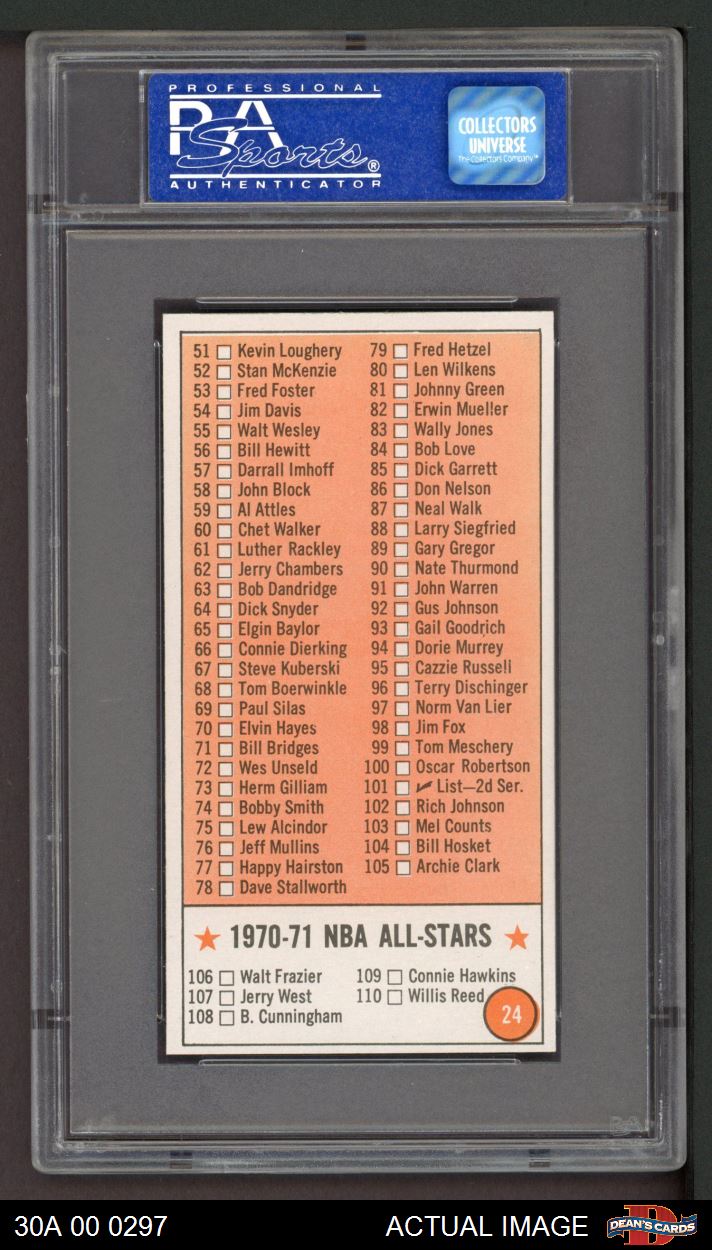 PROFESSIONAL
PSA
Sports®
AUTHENTICATOR
COLLECTORS
UNIVERSE
The Collectors Company™
51 Kevin Loughery
52 Stan McKenzie
53 Fred Foster
54 Jim Davis
55 Walt Wesley
56 Bill Hewitt
57 Darrall Imhoff
58 John Block
59 Al Attles
60 Chet Walker
61 Luther Rackley
62 Jerry Chambers
63 Bob Dandridge
64 Dick Snyder
65 Elgin Baylor
66 Connie Dierking
67 Steve Kuberski
68 Tom Boerwinkle
69 Paul Silas
70 Elvin Hayes
71 Bill Bridges
72 Wes Unseld
73 Herm Gilliam
74 Bobby Smith
75 Lew Alcindor
76 Jeff Mullins
77 Happy Hairston
78 Dave Stallworth
79 Fred Hetzel
80 Len Wilkens
81 Johnny Green
82 Erwin Mueller
83 Wally Jones
84 Bob Love
85 Dick Garrett
86 Don Nelson
87 Neal Walk
88 Larry Siegfried
89 Gary Gregor
90 Nate Thurmond
91 John Warren
92 Gus Johnson
93 Gail Goodrich
94 Dorie Murrey
95 Cazzie Russell
96 Terry Dischinger
97 Norm Van Lier
98 Jim Fox
99 Tom Meschery
100 Oscar Robertson
101 List—2d Ser.
102 Rich Johnson
103 Mel Counts
104 Bill Hosket
105 Archie Clark
1970-71 NBA ALL-STARS
106 Walt Frazier
107 Jerry West
108 B. Cunningham
109 Connie Hawkins
110 Willis Reed
24
30A 00 0297
ACTUAL IMAGE
DEAN'S CARDS